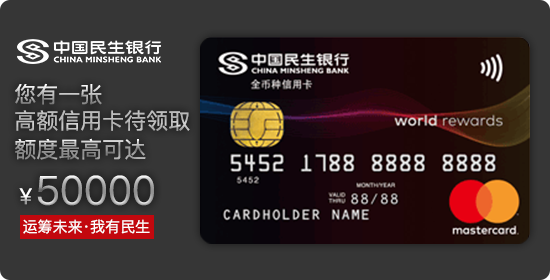 中国民生银行
CHINA MINSHENG BANK
您有一张
高额信用卡待领取
额度最高可达
¥50000
运筹未来·我有民生
中国民生银行
CHINA MINSHENG BANK
全币种信用卡
world rewards
5452 1788 8888 8888
5452
MONTH/YEAR
VALID THRU 88/88
CARDHOLDER NAME
mastercard